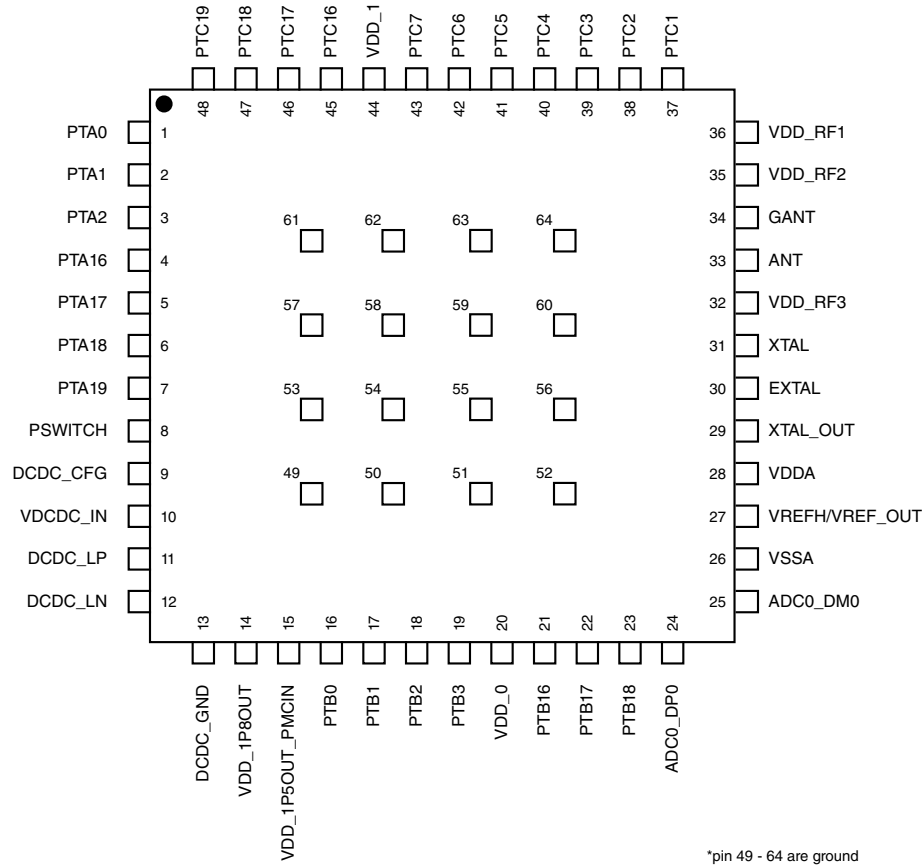 PTC19 PTC18 PTC17 PTC16 VDD_1 PTC7 PTC6 PTC5 PTC4 PTC3 PTC2 PTC1
48 47 46 45 44 43 42 41 40 39 38 37
PTA0 1 36 VDD_RF1
PTA1 2 35 VDD_RF2
PTA2 3 34 GANT
61 62 63 64
PTA16 4 33 ANT
PTA17 5 32 VDD_RF3
57 58 59 60
PTA18 6 31 XTAL
PTA19 7 30 EXTAL
53 54 55 56
PSWITCH 8 29 XTAL_OUT
DCDC_CFG 9 28 VDDA
49 50 51 52
VDCDC_IN 10 27 VREFH/VREF_OUT
DCDC_LP 11 26 VSSA
DCDC_LN 12 25 ADC0_DM0
13 14 15 16 17 18 19 20 21 22 23 24
DCDC_GND VDD_1P8OUT VDD_1P5OUT_PMCIN PTB0 PTB1 PTB2 PTB3 VDD_0 PTB16 PTB17 PTB18 ADC0_DP0
*pin 49 - 64 are ground